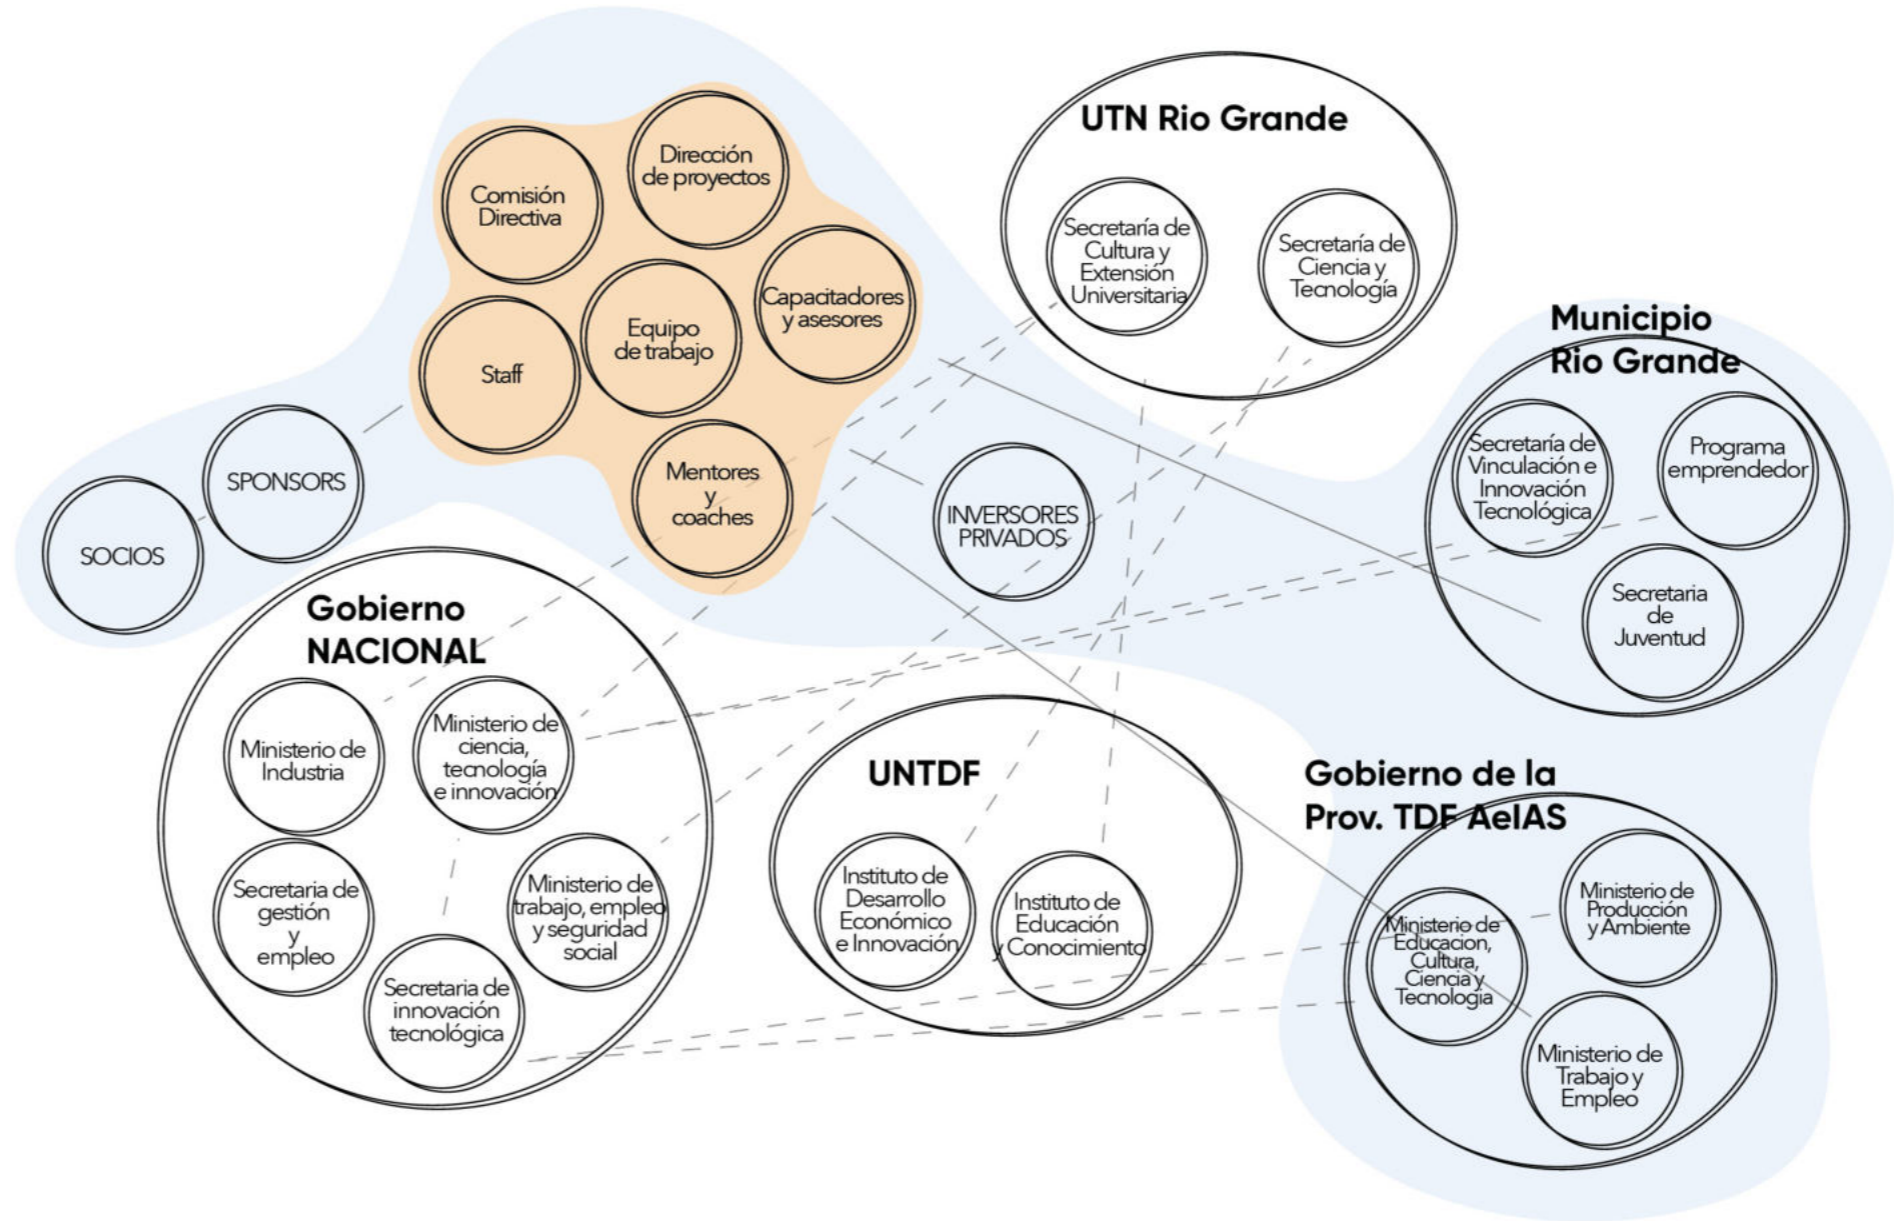 Comisión
Directiva
Dirección
de proyectos
Capacitadores
y asesores
Equipo
de trabajo
Staff
Mentores
y
coaches
SPONSORS
SOCIOS
INVERSORES
PRIVADOS
UTN Rio Grande
Secretaría de
Cultura y
Extensión
Universitaria
Secretaría de
Ciencia y
Tecnología
Municipio
Rio Grande
Secretaría de
Vinculación e
Innovación
Tecnológica
Programa
emprendedor
Secretaria
de
Juventud
Gobierno
NACIONAL
Ministerio de
Industria
Ministerio de
ciencia,
tecnología
e innovación
Secretaria de
gestión
y
empleo
Ministerio de
trabajo, empleo
y seguridad
social
Secretaria de
innovación
tecnológica
UNTDF
Instituto de
Desarrollo
Económico
e Innovación
Instituto de
Educación
y Conocimiento
Gobierno de la
Prov. TDF AeIAS
Ministerio de
Educacion,
Cultura,
Ciencia y
Tecnologia
Ministerio de
Producción
y Ambiente
Ministerio de
Trabajo y
Empleo